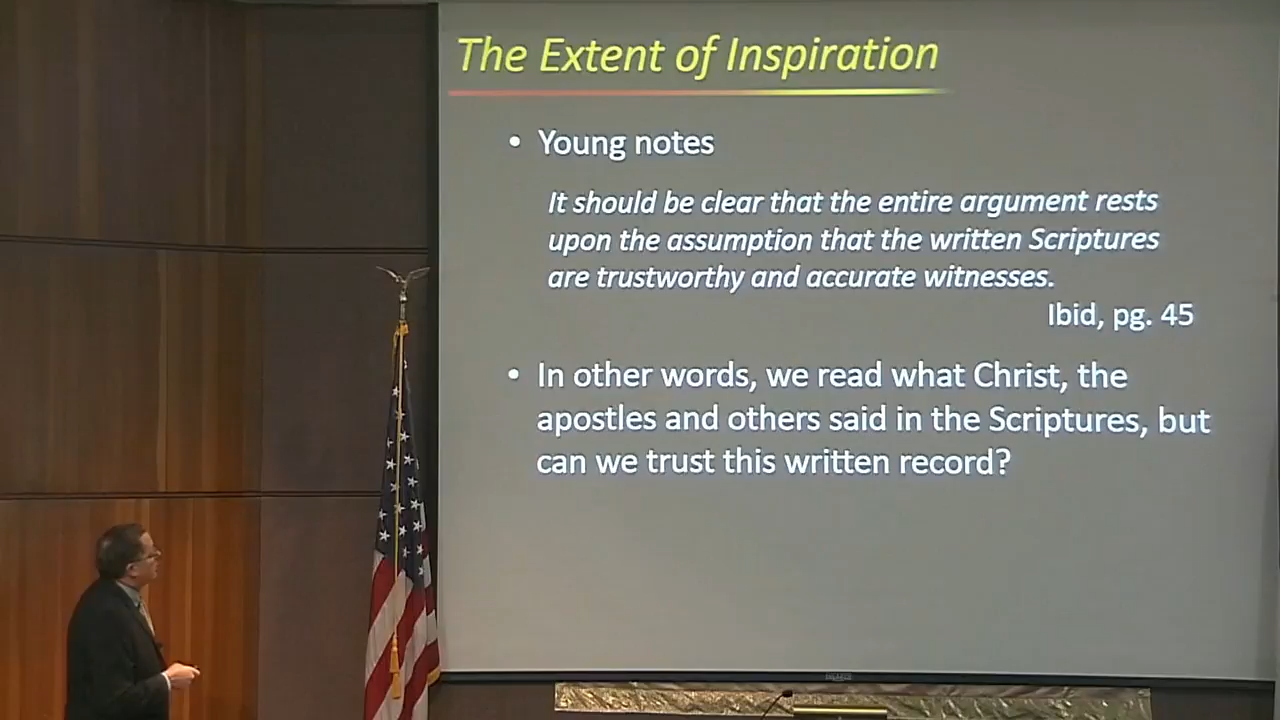 The Extent of Inspiration
• Young notes
It should be clear that the entire argument rests
upon the assumption that the written Scriptures
are trustworthy and accurate witnesses.
Ibid, pg. 45
• In other words, we read what Christ, the
apostles and others said in the Scriptures, but
can we trust this written record?